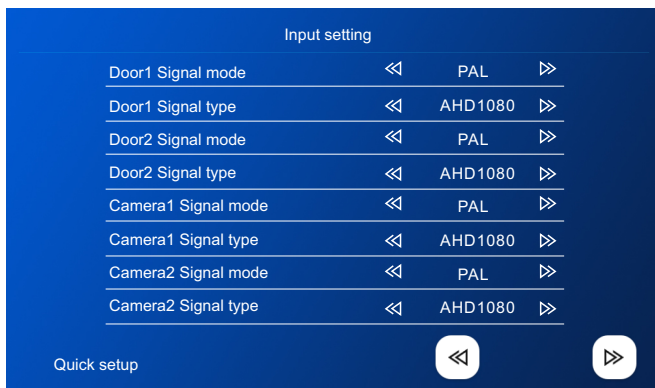 Input setting
Door1 Signal mode PAL
Door1 Signal type AHD1080
Door2 Signal mode PAL
Door2 Signal type AHD1080
Camera1 Signal mode PAL
Camera1 Signal type AHD1080
Camera2 Signal mode PAL
Camera2 Signal type AHD1080
Quick setup